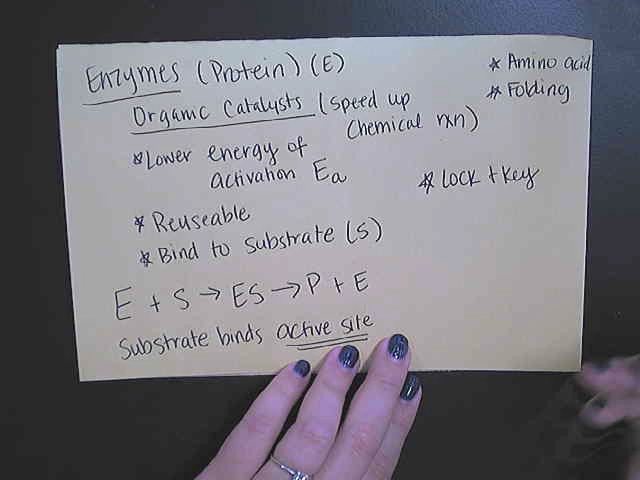 Enzymes (Protein) (E)
* Amino acid
* Folding
Organic Catalysts (speed up
Chemical rxn)
* Lower energy of
activation Ea
* Lock + Key
* Reuseable
* Bind to substrate (S)
E + S → ES → P + E
Substrate binds active site